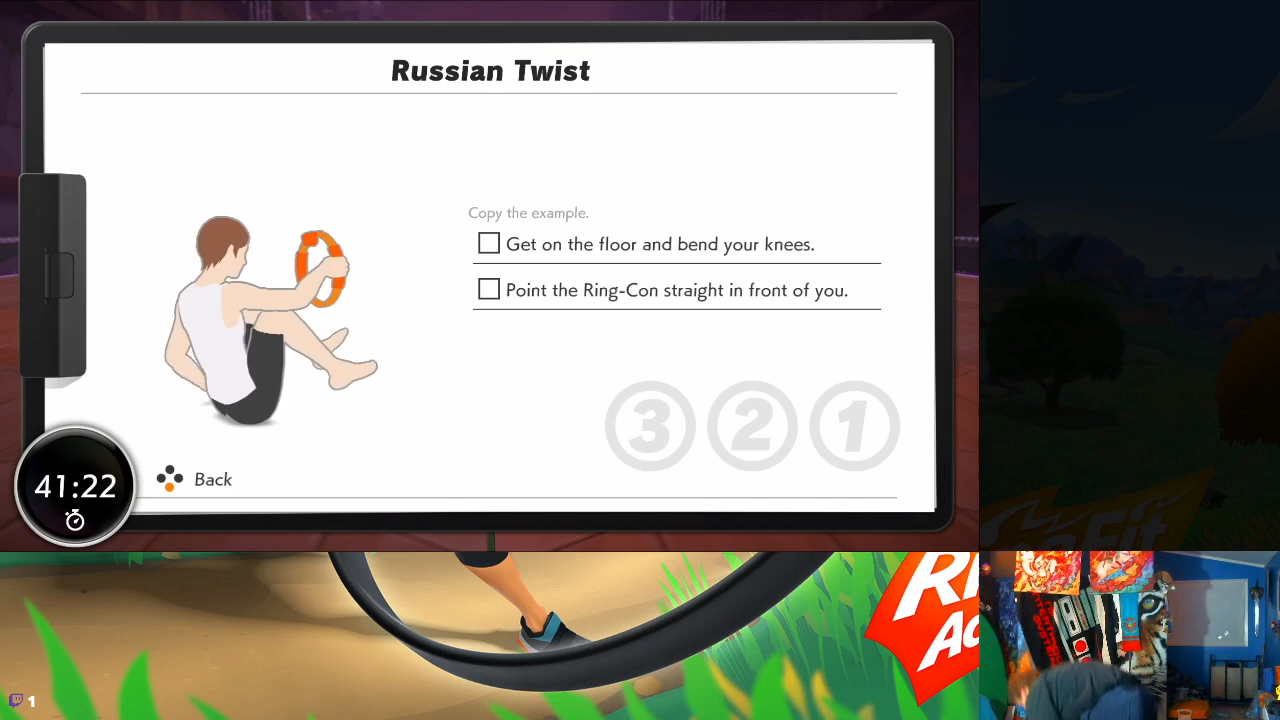 Russian Twist
Copy the example.
Get on the floor and bend your knees.
Point the Ring-Con straight in front of you.
3 2 1
41:22
Back
1